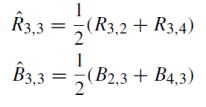 R̂₃,₃ = 1/2 (R₃,₂ + R₃,₄)
B̂₃,₃ = 1/2 (B₂,₃ + B₄,₃)